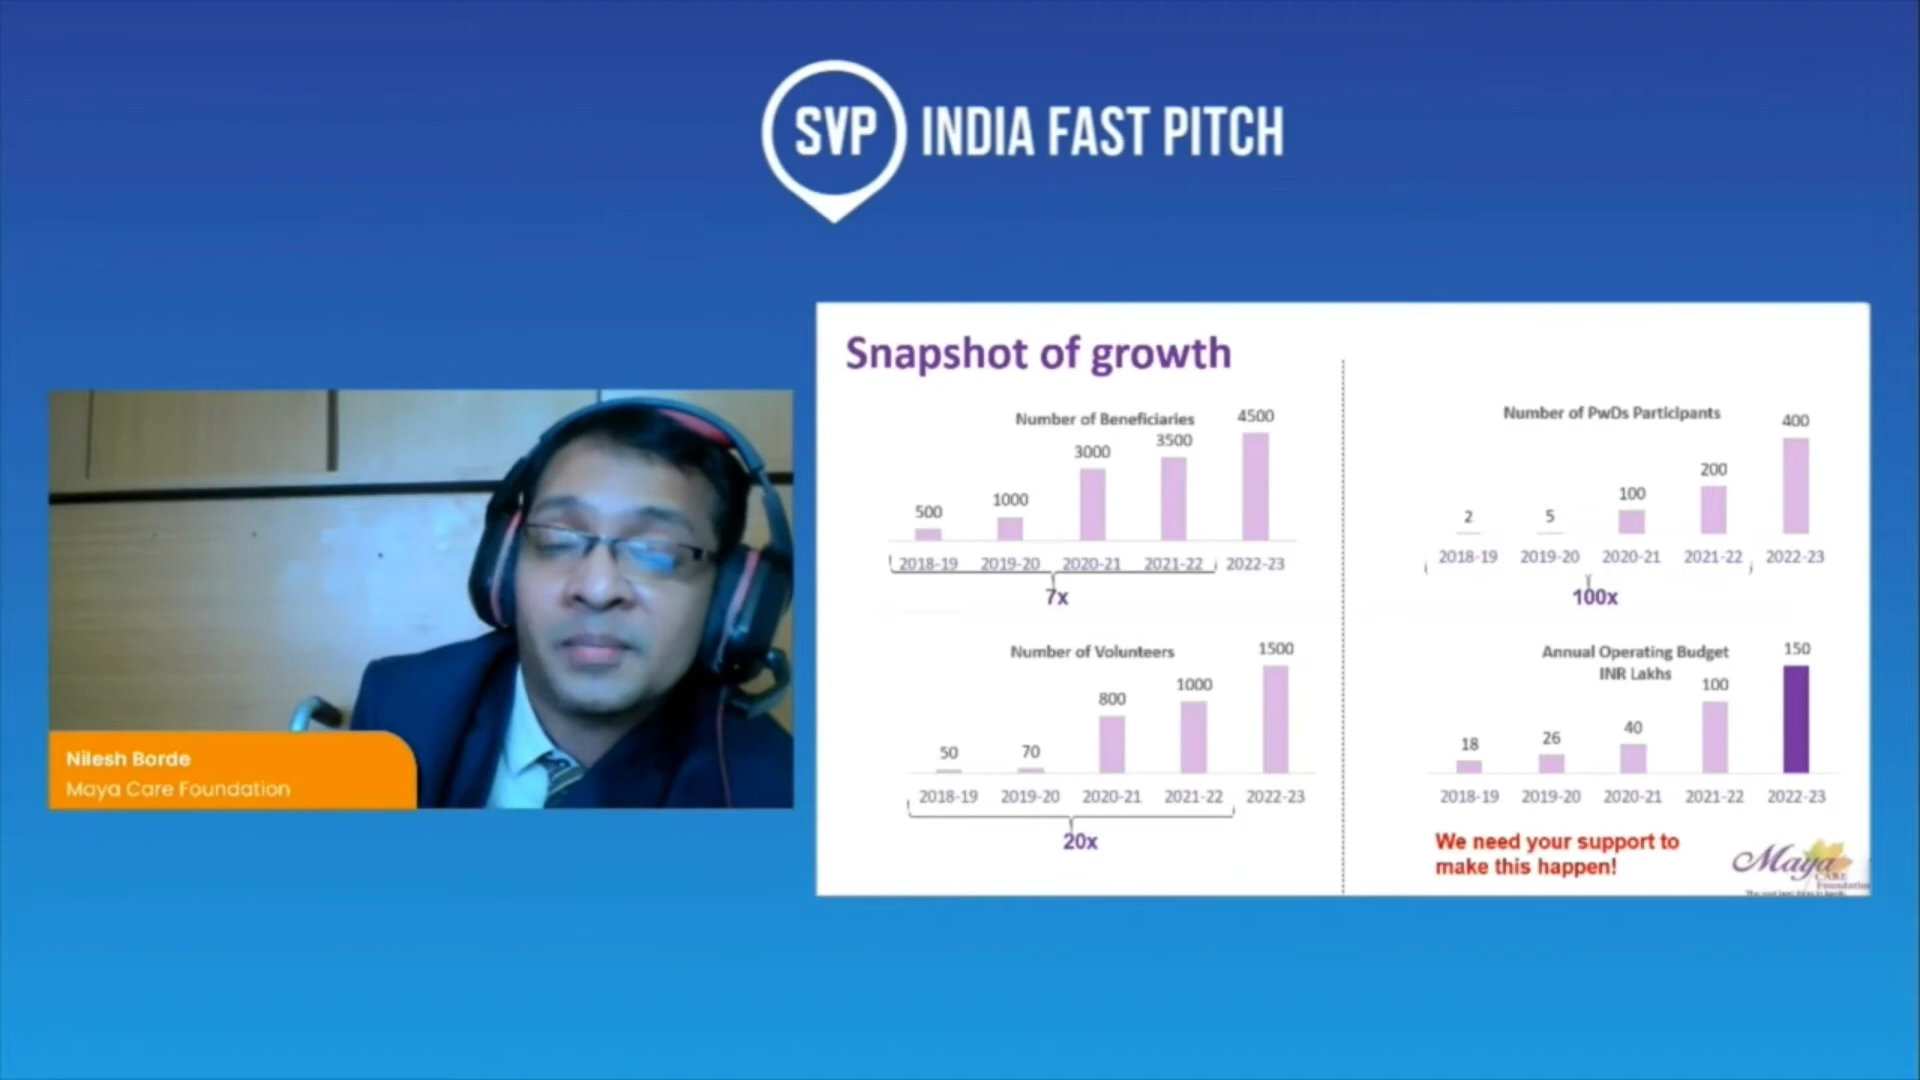 SVP INDIA FAST PITCH
Nilesh Borde
Maya Care Foundation
Snapshot of growth
Number of Beneficiaries
500
1000
3000
3500
4500
2018-19 2019-20 2020-21 2021-22 2022-23
7x
Number of Volunteers
50
70
800
1000
1500
2018-19 2019-20 2020-21 2021-22 2022-23
20x
Number of PwDs Participants
2
5
100
200
400
2018-19 2019-20 2020-21 2021-22 2022-23
100x
Annual Operating Budget
INR Lakhs
18
26
40
100
150
2018-19 2019-20 2020-21 2021-22 2022-23
We need your support to
make this happen!
Maya
CARE
Foundation